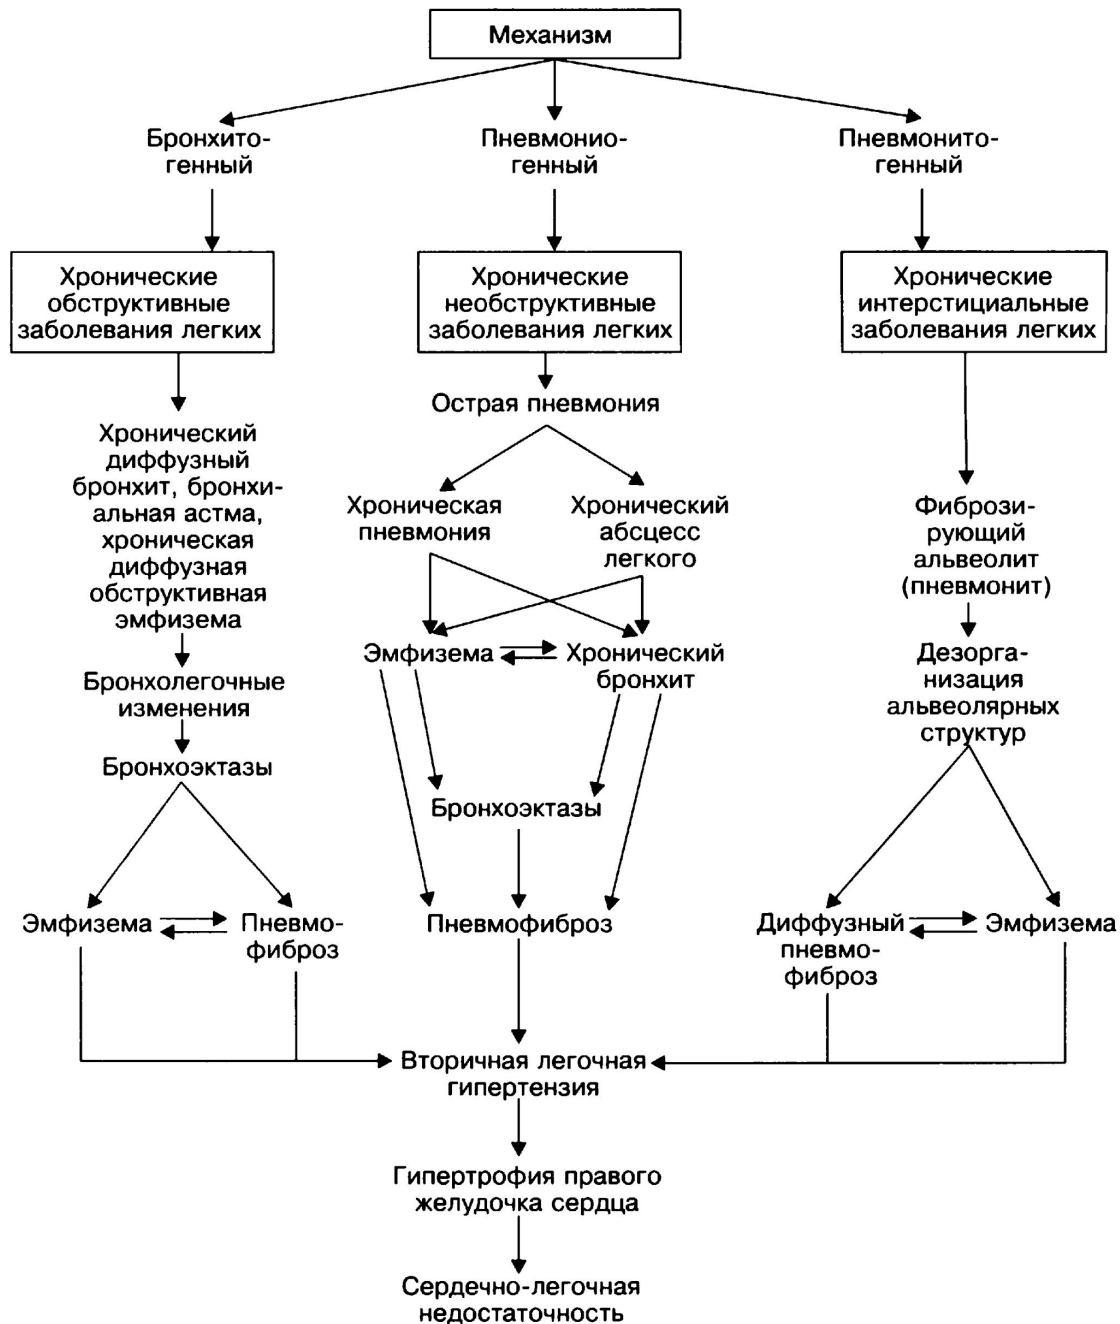 Механизм
Бронхито-
генный
Пневмонио-
генный
Пневмонито-
генный
Хронические
обструктивные
заболевания легких
Хронические
необструктивные
заболевания легких
Хронические
интерстициальные
заболевания легких
Острая пневмония
Хронический
диффузный
бронхит, бронхи-
альная астма,
хроническая
диффузная
обструктивная
эмфизема
Хроническая
пневмония
Хронический
абсцесс
легкого
Фиброзирующий
альвеолит
(пневмонит)
Эмфизема
Хронический
бронхит
Бронхолегочные
изменения
Дезорга-
низация
альвеолярных
структур
Бронхоэктазы
Бронхоэктазы
Эмфизема
Пневмо-
фиброз
Пневмофиброз
Диффузный
пневмо-
фиброз
Эмфизема
Вторичная легочная
гипертензия
Гипертрофия правого
желудочка сердца
Сердечно-легочная
недостаточность